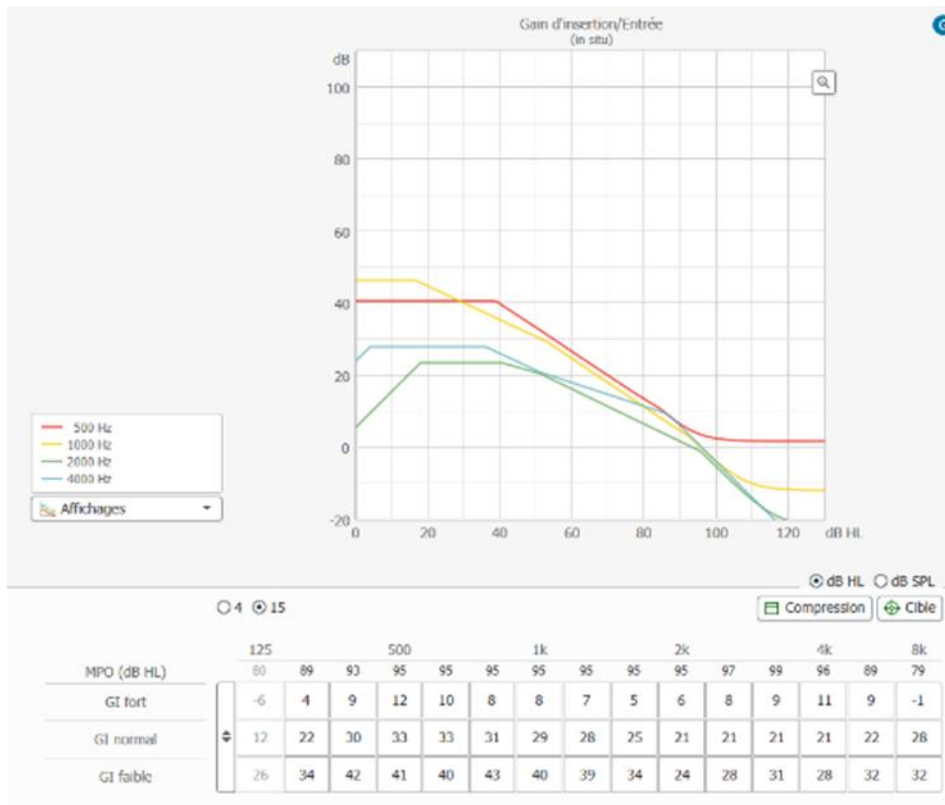 Gain d'insertion/Entrée
(in situ)
G
dB
100
80
60
40
20
0
-20
0 20 40 60 80 100 120 dB HL
500 Hz
1000 Hz
2000 Hz
4000 Hz
Affichages
dB HL dB SPL
4 15
Compression Cible
125 500 1k 2k 4k 8k
MPO (dB HL) 80 89 93 95 95 95 95 95 95 95 97 99 96 89 79
GI fort -6 4 9 12 10 8 8 7 5 6 8 9 11 9 -1
GI normal 12 22 30 33 33 31 29 28 25 21 21 21 21 22 28
GI faible 26 34 42 41 40 43 40 39 34 24 28 31 28 32 32